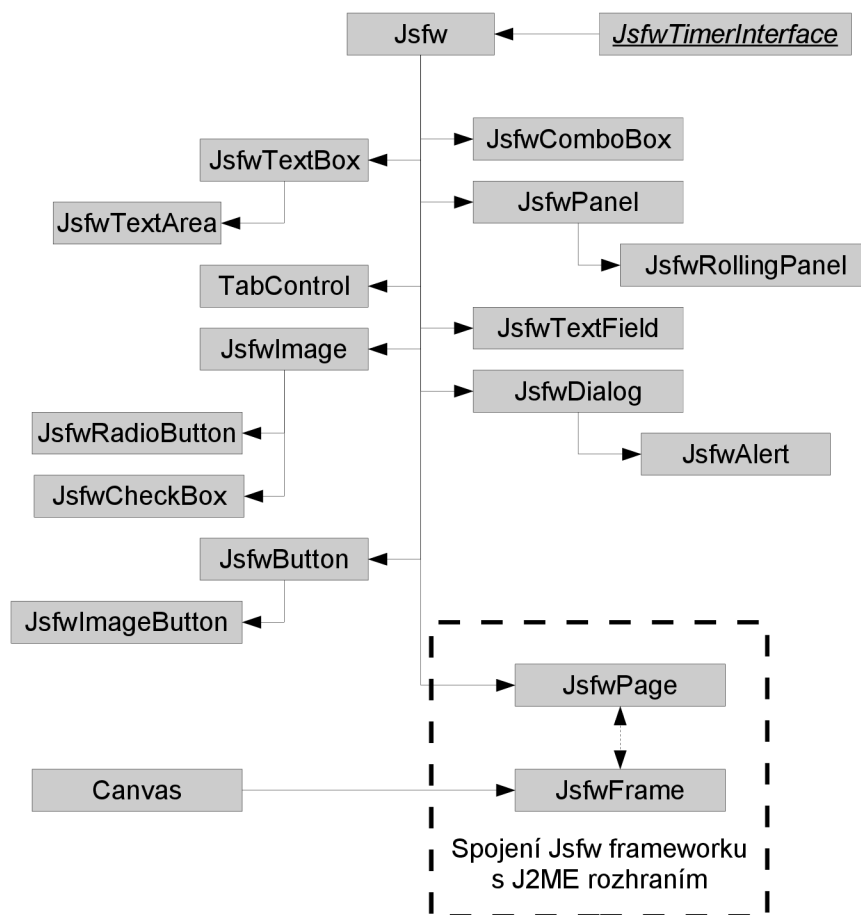 Jsfw
JsfwTimerInterface
JsfwComboBox
JsfwTextBox
JsfwPanel
JsfwTextArea
JsfwRollingPanel
TabControl
JsfwTextField
JsfwImage
JsfwDialog
JsfwRadioButton
JsfwAlert
JsfwCheckBox
JsfwButton
JsfwImageButton
JsfwPage
Canvas
JsfwFrame
Spojení Jsfw frameworku
s J2ME rozhraním